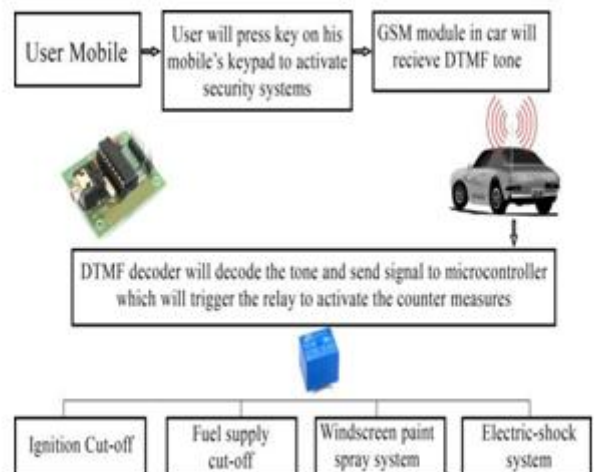 User Mobile
User will press key on his
mobile's keypad to activate
security systems
GSM module in car will
recieve DTMF tone
DTMF decoder will decode the tone and send signal to microcontroller
which will trigger the relay to activate the counter measures
Ignition Cut-off
Fuel supply
cut-off
Windscreen paint
spray system
Electric-shock
system